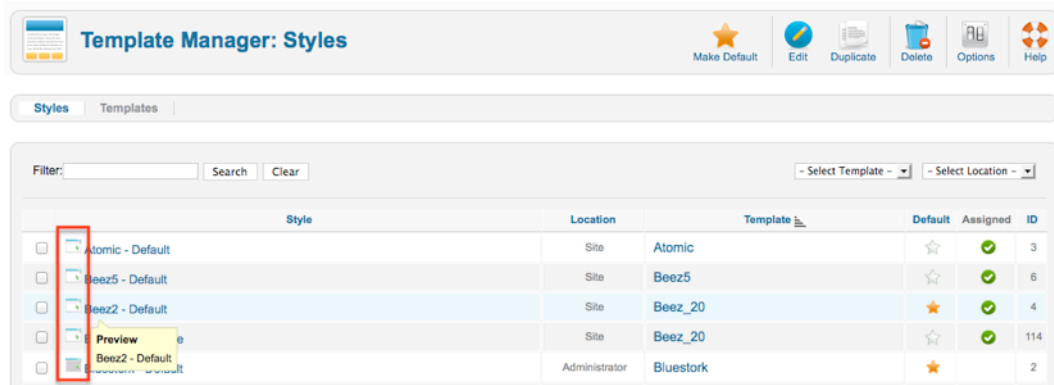 Template Manager: Styles
Make Default Edit Duplicate Delete Options Help
Styles Templates
Filter: Search Clear - Select Template - - Select Location -
Style Location Template Default Assigned ID
Atomic - Default Site Atomic 3
Beez5 - Default Site Beez5 6
Beez2 - Default Site Beez_20 4
Preview
Site Beez_20 114
Beez2 - Default
Administrator Bluestork 2